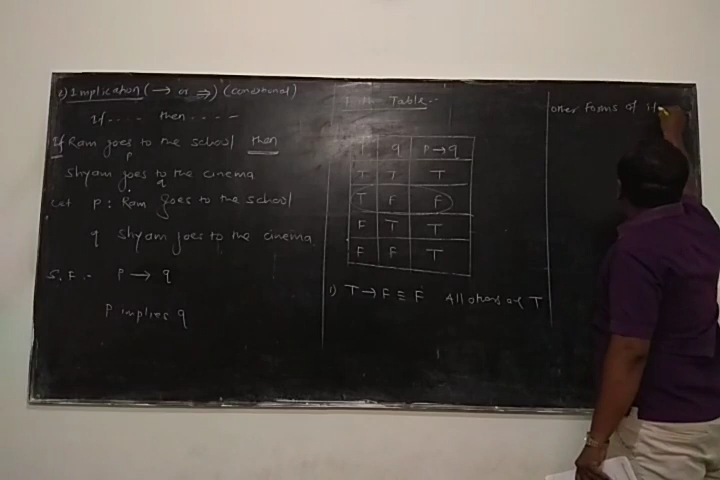 2) Implication (→ or ⇒) (conditional)
If .... then .....
If Ram goes to the school then
p
Shyam goes to the cinema
q
Let p : Ram goes to the school
q Shyam goes to the cinema
S.F :- P → q
P implies q
Table :-
q P→q
T T T
T F F
F T T
F F T
1) T → F ≡ F All others are T
other forms of if